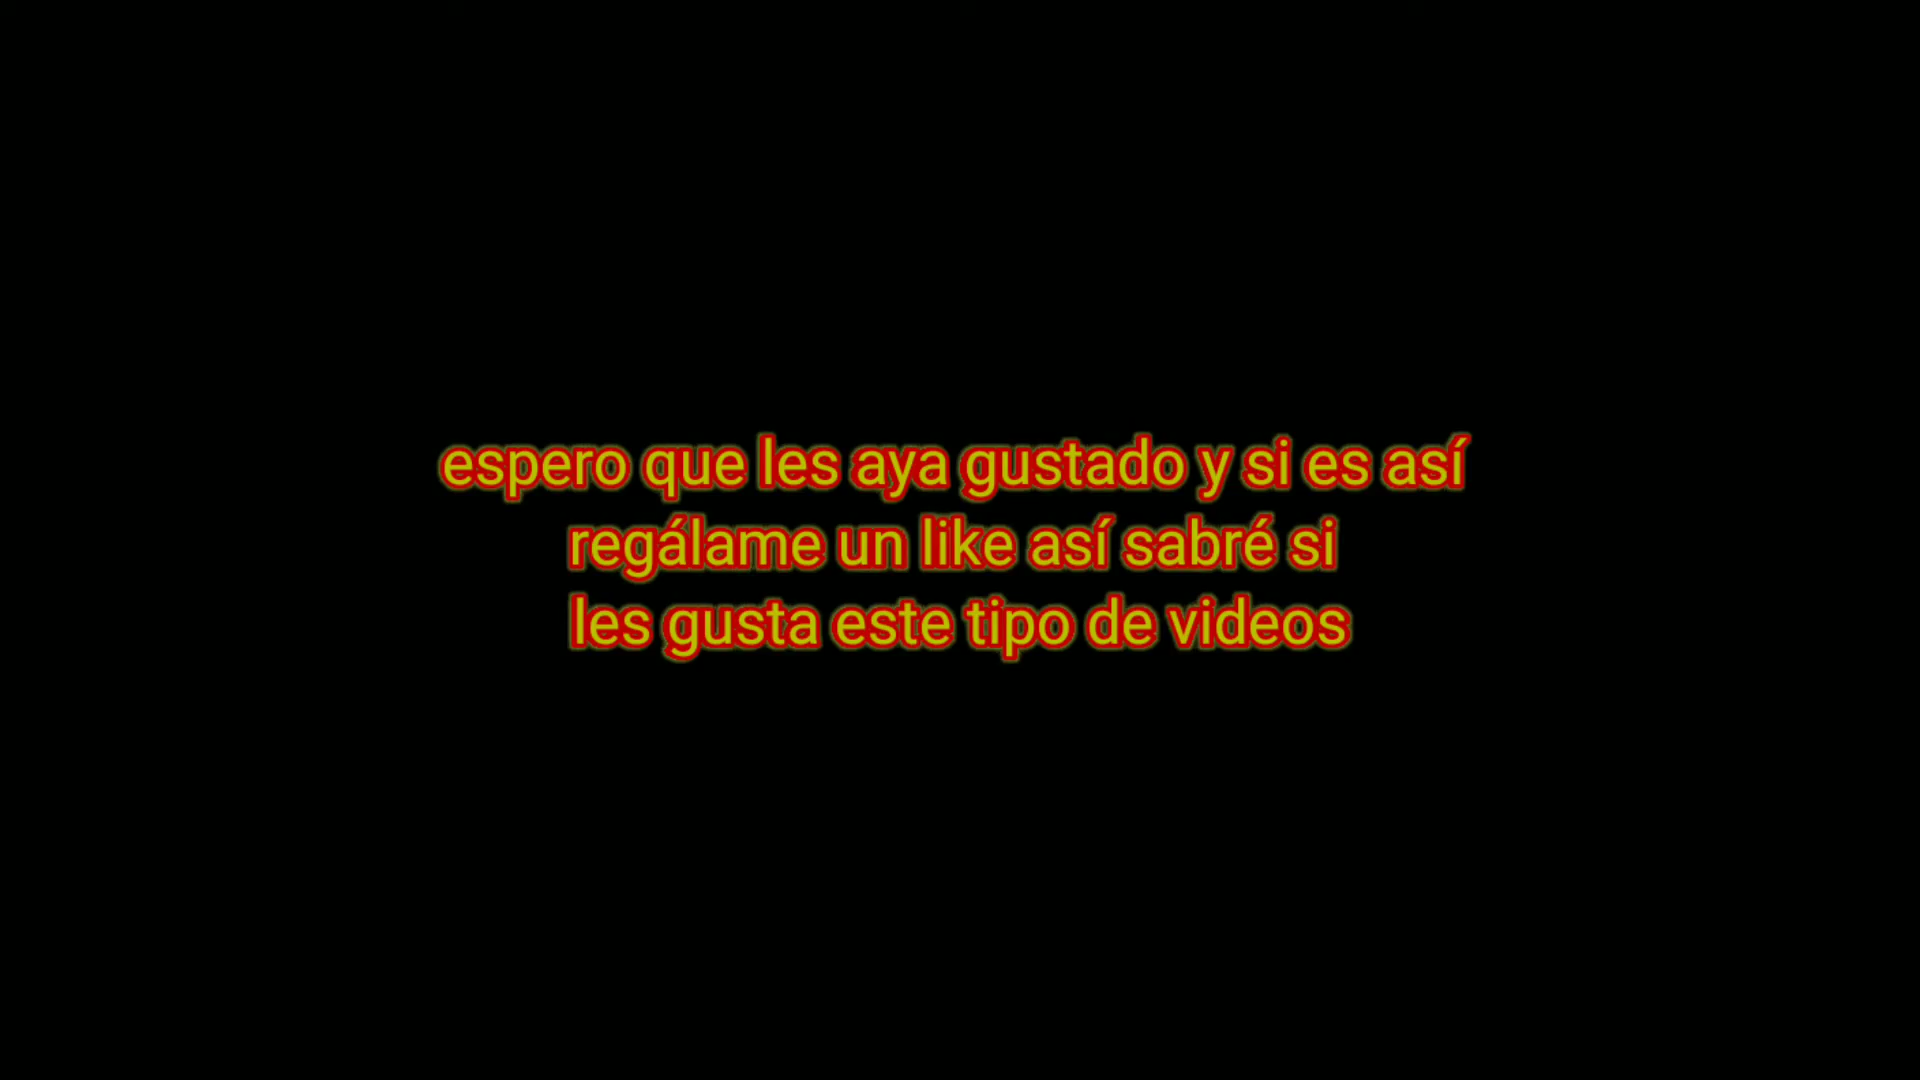 espero que les aya gustado y si es así
regálame un like así sabré si
les gusta este tipo de videos